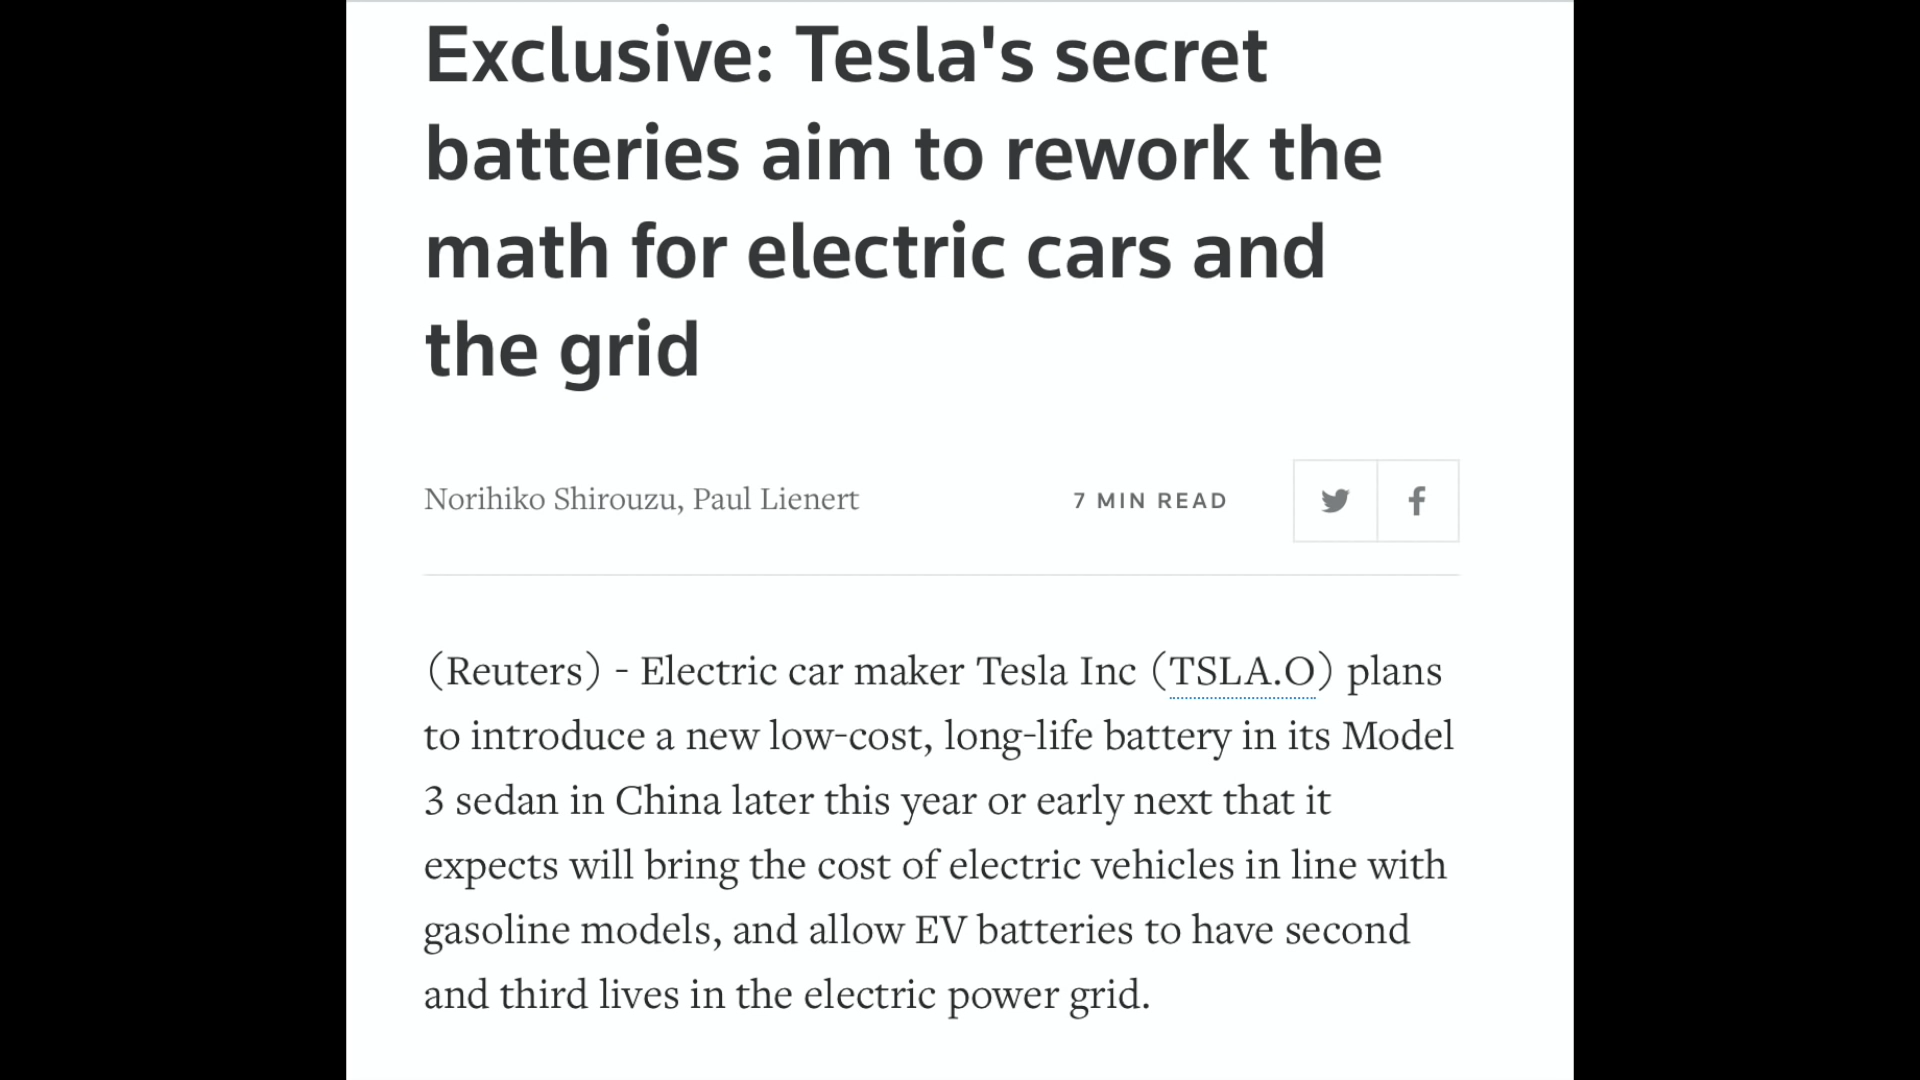 Exclusive: Tesla's secret
batteries aim to rework the
math for electric cars and
the grid
Norihiko Shirouzu, Paul Lienert
7 MIN READ
(Reuters) - Electric car maker Tesla Inc (TSLA.O) plans
to introduce a new low-cost, long-life battery in its Model
3 sedan in China later this year or early next that it
expects will bring the cost of electric vehicles in line with
gasoline models, and allow EV batteries to have second
and third lives in the electric power grid.